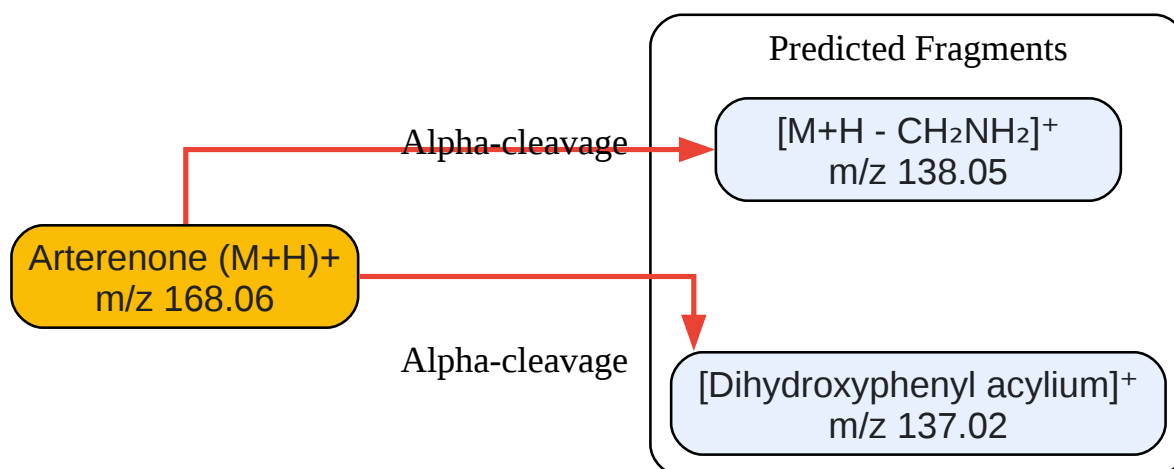 Predicted Fragments
Alpha-cleavage
[M+H - CH₂NH₂]⁺
m/z 138.05
Arterenone (M+H)+
m/z 168.06
Alpha-cleavage
[Dihydroxyphenyl acylium]⁺
m/z 137.02